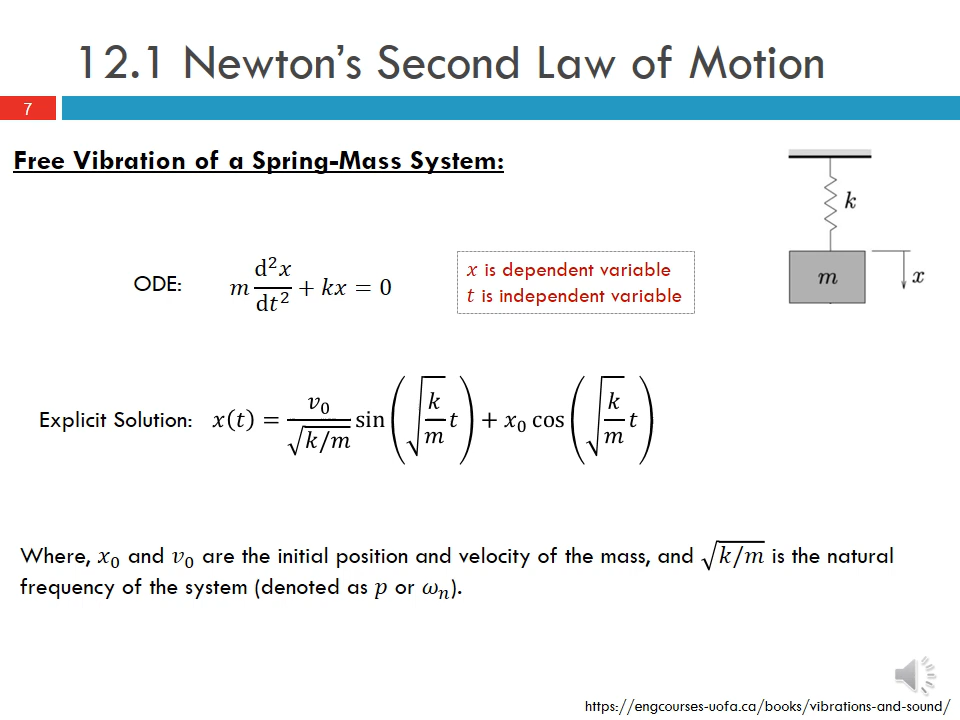 12.1 Newton's Second Law of Motion
7
Free Vibration of a Spring-Mass System:
k
m
x
ODE: m d²x/dt² + kx = 0
x is dependent variable
t is independent variable
Explicit Solution: x(t) = v₀/√(k/m) sin(√(k/m) t) + x₀ cos(√(k/m) t)
Where, x₀ and v₀ are the initial position and velocity of the mass, and √(k/m) is the natural
frequency of the system (denoted as p or ωₙ).
https://engcourses-uofa.ca/books/vibrations-and-sound/